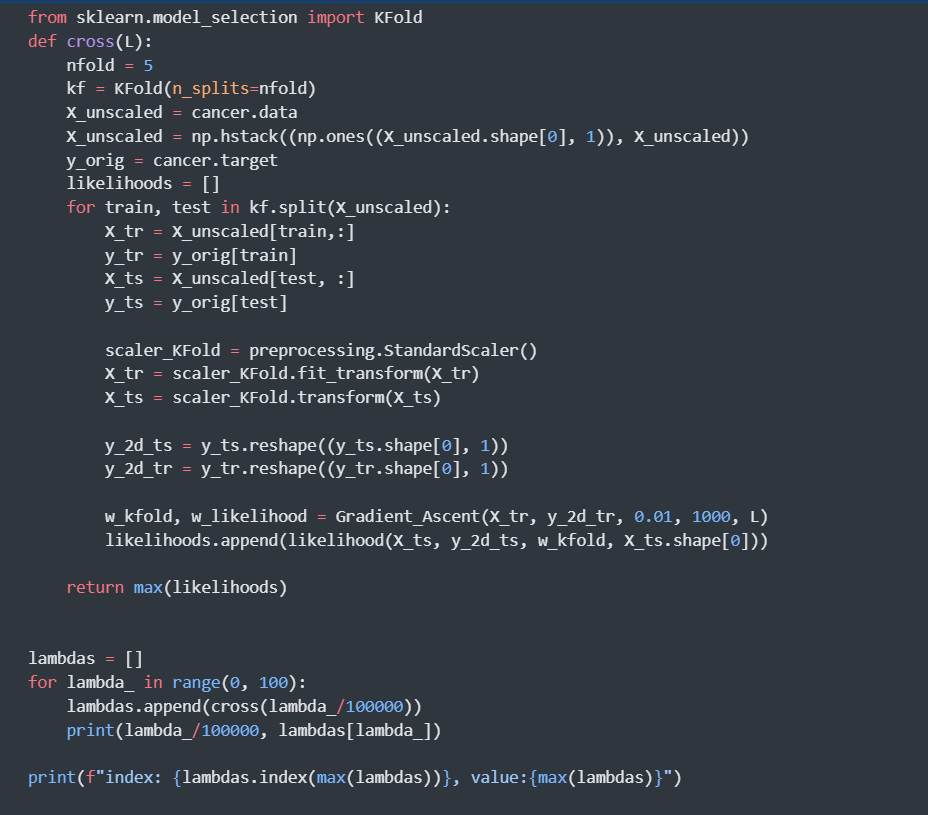 from sklearn.model_selection import KFold
def cross(L):
    nfold = 5
    kf = KFold(n_splits=nfold)
    X_unscaled = cancer.data
    X_unscaled = np.hstack((np.ones((X_unscaled.shape[0], 1)), X_unscaled))
    y_orig = cancer.target
    likelihoods = []
    for train, test in kf.split(X_unscaled):
        X_tr = X_unscaled[train,:]
        y_tr = y_orig[train]
        X_ts = X_unscaled[test, :]
        y_ts = y_orig[test]

        scaler_KFold = preprocessing.StandardScaler()
        X_tr = scaler_KFold.fit_transform(X_tr)
        X_ts = scaler_KFold.transform(X_ts)

        y_2d_ts = y_ts.reshape((y_ts.shape[0], 1))
        y_2d_tr = y_tr.reshape((y_tr.shape[0], 1))

        w_kfold, w_likelihood = Gradient_Ascent(X_tr, y_2d_tr, 0.01, 1000, L)
        likelihoods.append(likelihood(X_ts, y_2d_ts, w_kfold, X_ts.shape[0]))

    return max(likelihoods)


lambdas = []
for lambda_ in range(0, 100):
    lambdas.append(cross(lambda_/100000))
    print(lambda_/100000, lambdas[lambda_])

print(f"index: {lambdas.index(max(lambdas))}, value:{max(lambdas)}")